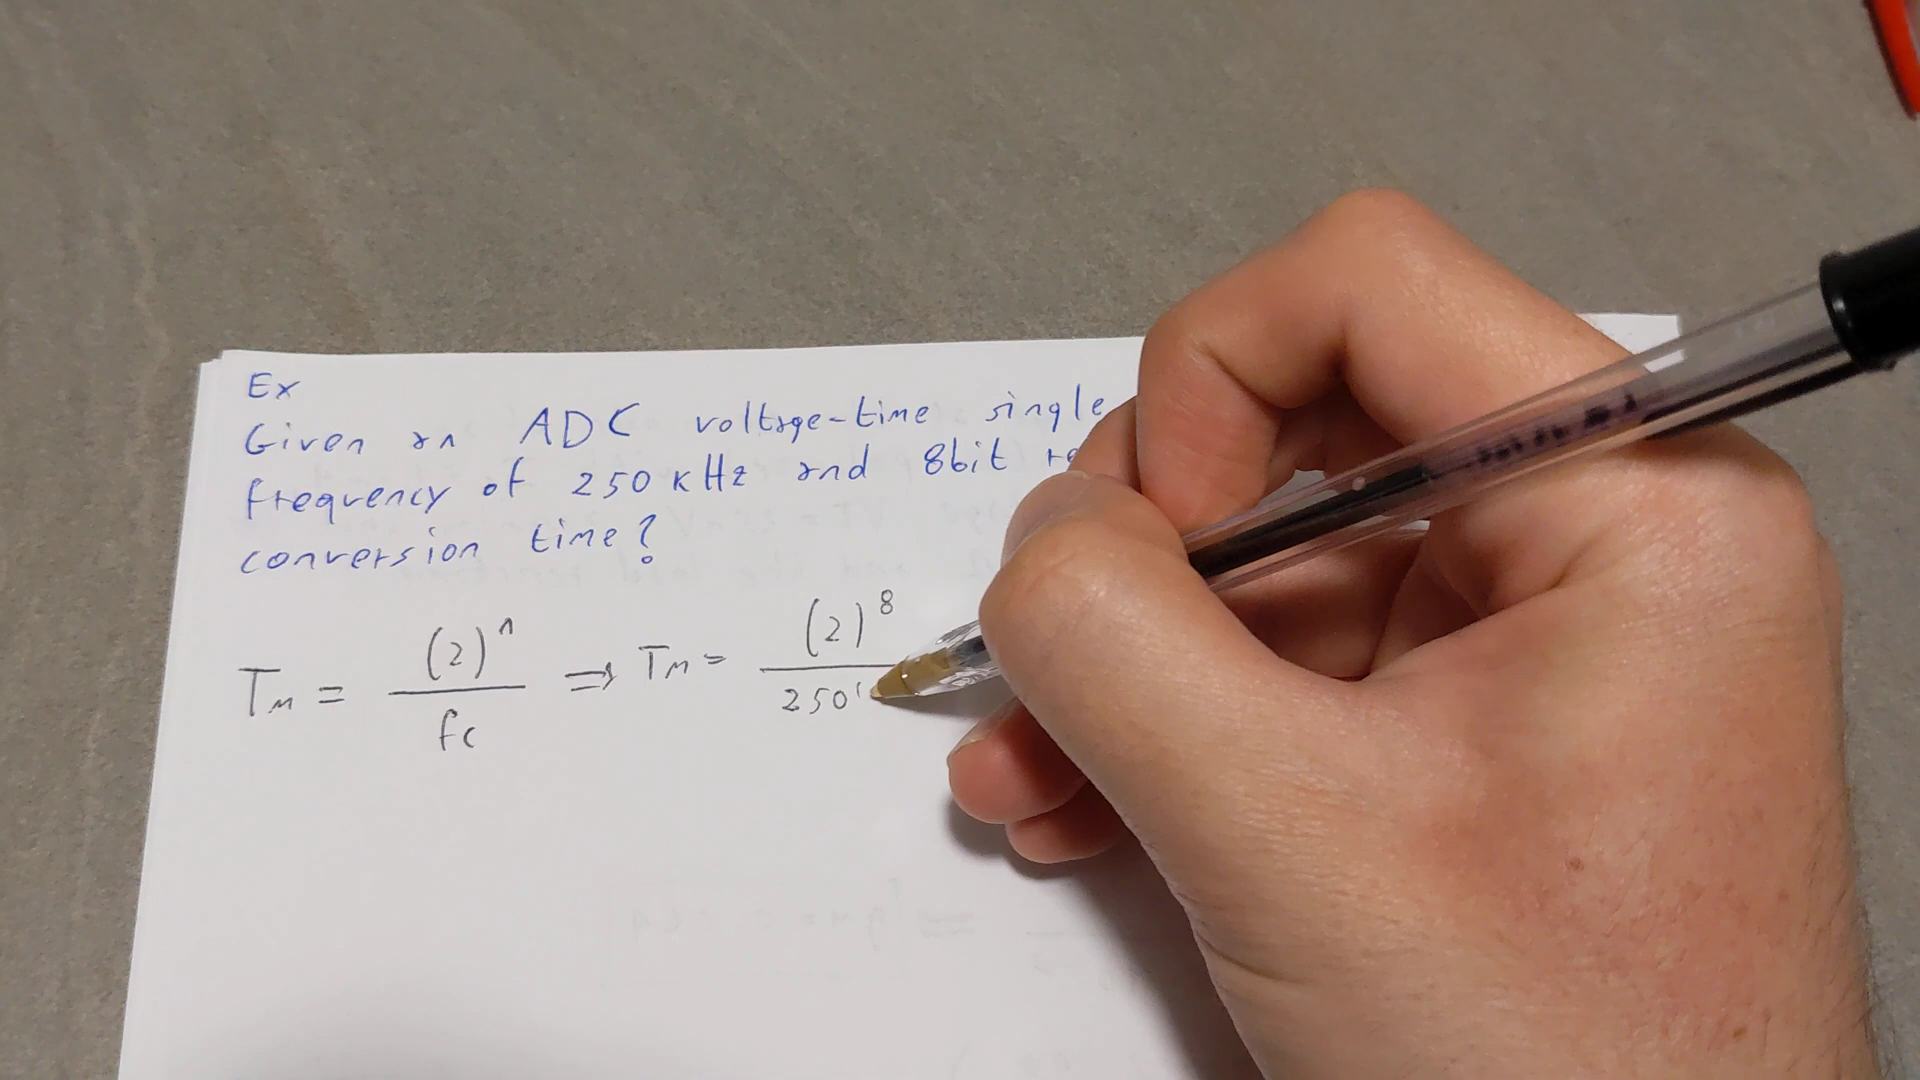 Ex
Given an ADC voltage-time single
frequency of 250 kHz and 8bit
conversion time?
Tm = (2)^n / fc => Tm = (2)^8 / 250